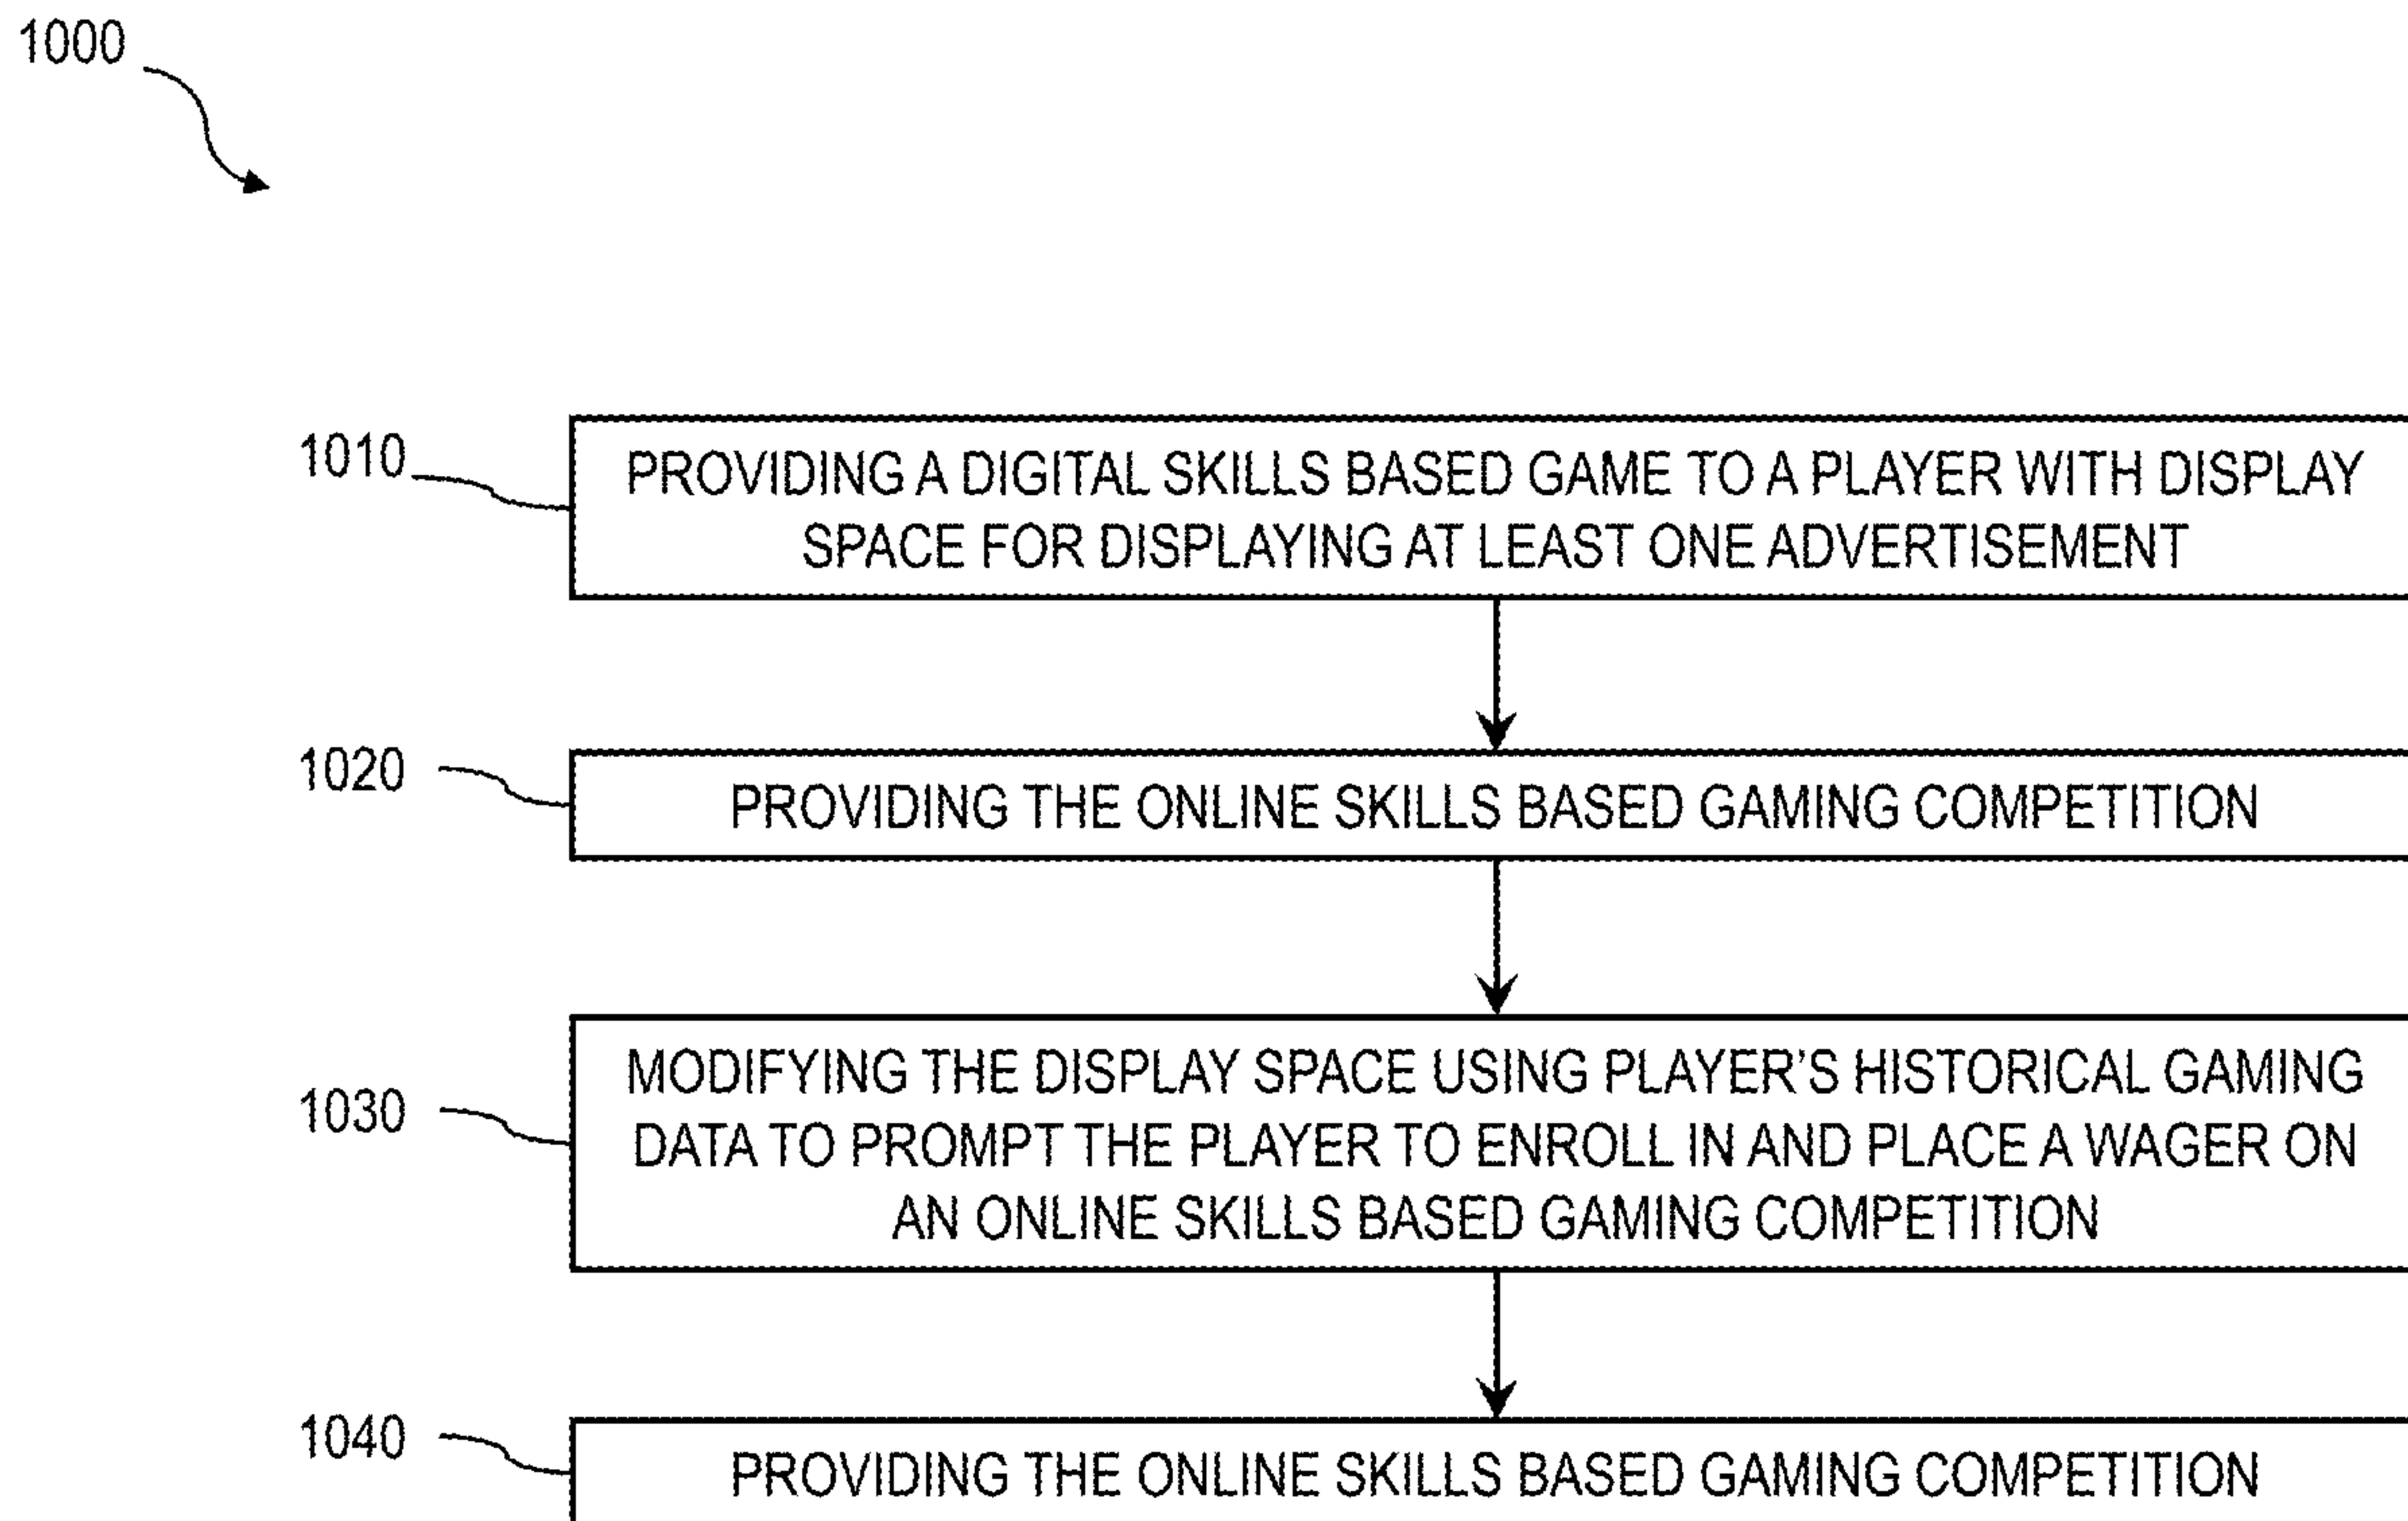 1000
1010
PROVIDING A DIGITAL SKILLS BASED GAME TO A PLAYER WITH DISPLAY
SPACE FOR DISPLAYING AT LEAST ONE ADVERTISEMENT
1020
PROVIDING THE ONLINE SKILLS BASED GAMING COMPETITION
1030
MODIFYING THE DISPLAY SPACE USING PLAYER'S HISTORICAL GAMING
DATA TO PROMPT THE PLAYER TO ENROLL IN AND PLACE A WAGER ON
AN ONLINE SKILLS BASED GAMING COMPETITION
1040
PROVIDING THE ONLINE SKILLS BASED GAMING COMPETITION